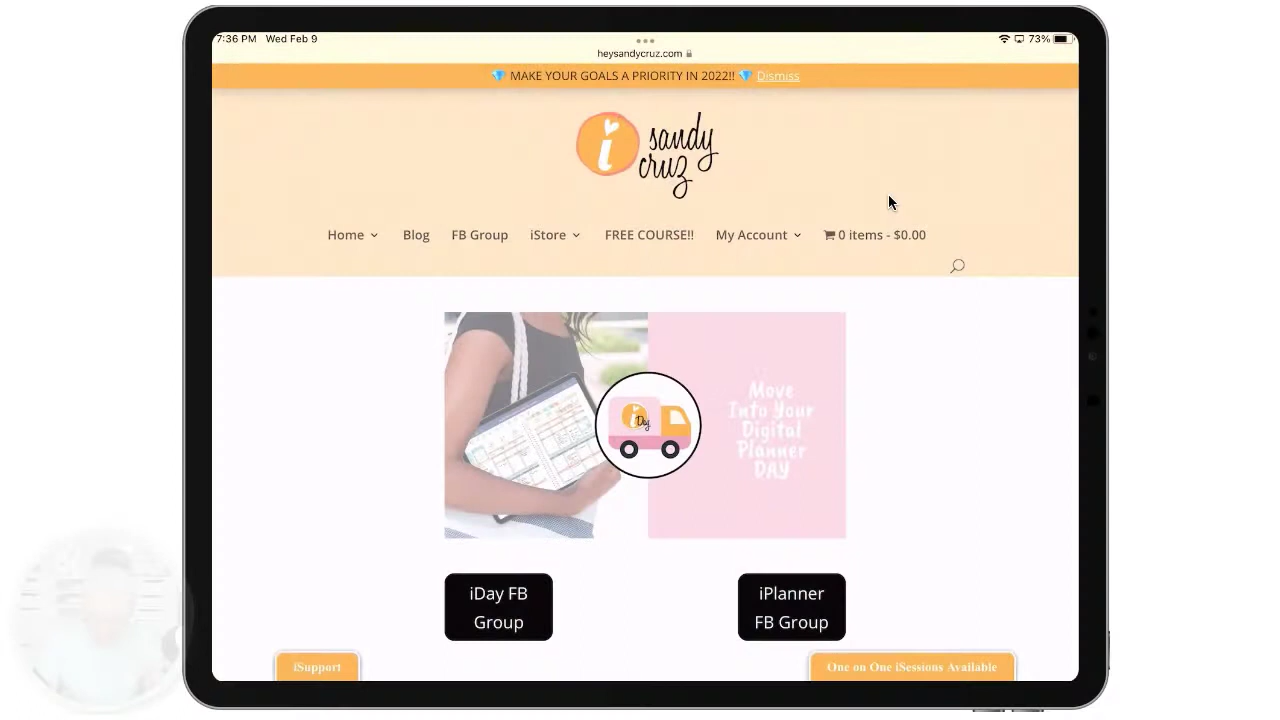 7:36 PM Wed Feb 9
73%
heysandycruz.com
💎 MAKE YOUR GOALS A PRIORITY IN 2022!! 💎 Dismiss
i sandy
cruz
Home Blog FB Group iStore FREE COURSE!! My Account 0 items - $0.00
i Day
Move
Into Your
Digital
Planner
DAY
iDay FB
Group
iPlanner
FB Group
iSupport
One on One iSessions Available